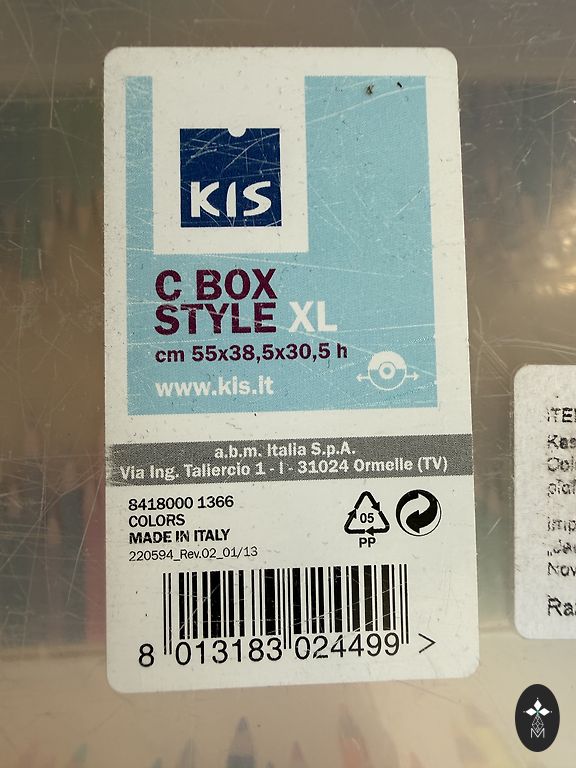 KIS
C BOX
STYLE XL
cm 55x38,5x30,5 h
www.kis.it
a.b.m. Italia S.p.A.
Via Ing. Taliercio 1 - I - 31024 Ormelle (TV)
8418000 1366
COLORS
MADE IN ITALY
220594_Rev.02_01/13
05
PP
8 013183 024499 >
M